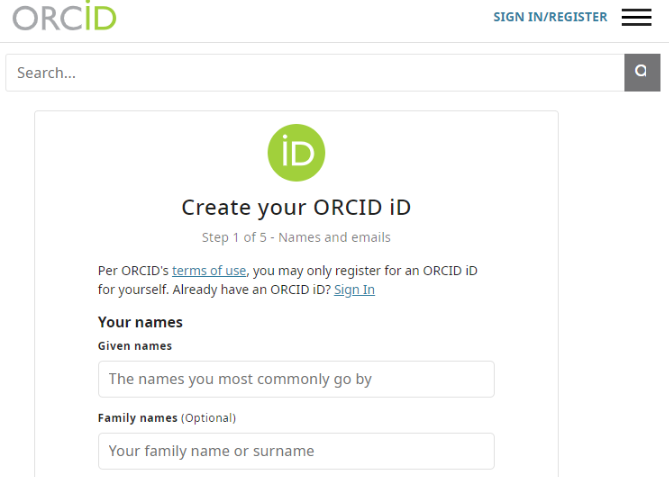 ORCiD
SIGN IN/REGISTER
Search...
iD
Create your ORCID iD
Step 1 of 5 - Names and emails
Per ORCID's terms of use, you may only register for an ORCID iD
for yourself. Already have an ORCID iD? Sign In
Your names
Given names
The names you most commonly go by
Family names (Optional)
Your family name or surname